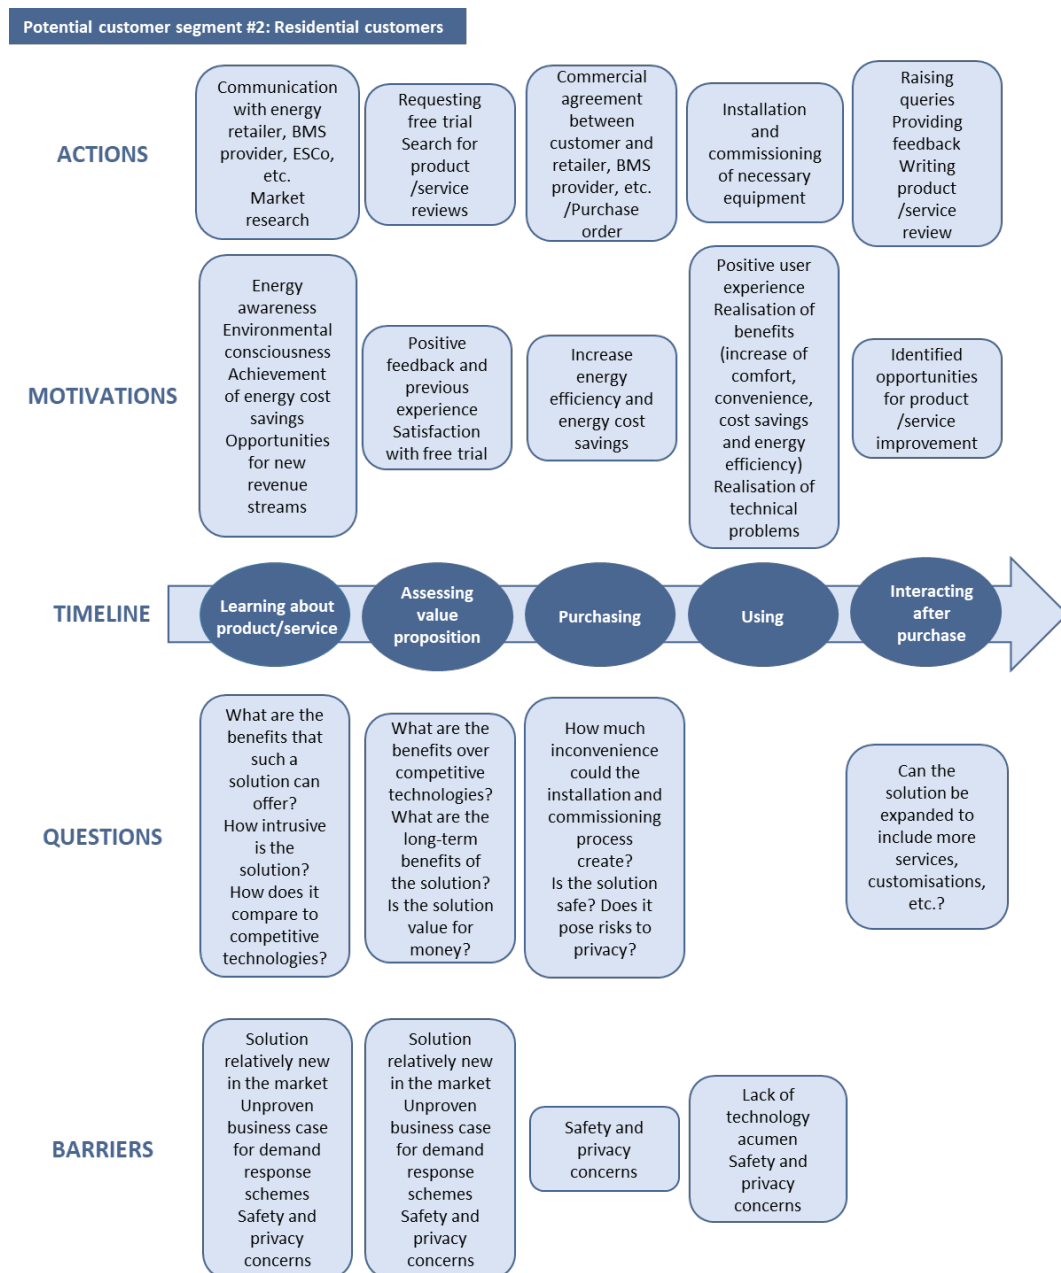 Potential customer segment #2: Residential customers
ACTIONS
Communication
with energy
retailer, BMS
provider, ESCo,
etc.
Market
research
Requesting
free trial
Search for
product
/service
reviews
Commercial
agreement
between
customer and
retailer, BMS
provider, etc.
/Purchase
order
Installation
and
commissioning
of necessary
equipment
Raising
queries
Providing
feedback
Writing
product
/service
review
MOTIVATIONS
Energy
awareness
Environmental
consciousness
Achievement
of energy cost
savings
Opportunities
for new
revenue
streams
Positive
feedback and
previous
experience
Satisfaction
with free trial
Increase
energy
efficiency and
energy cost
savings
Positive user
experience
Realisation of
benefits
(increase of
comfort,
convenience,
cost savings
and energy
efficiency)
Realisation of
technical
problems
Identified
opportunities
for product
/service
improvement
TIMELINE
Learning about
product/service
Assessing
value
proposition
Purchasing
Using
Interacting
after
purchase
QUESTIONS
What are the
benefits that
such a
solution can
offer?
How intrusive
is the
solution?
How does it
compare to
competitive
technologies?
What are the
benefits over
competitive
technologies?
What are the
long-term
benefits of
the solution?
Is the solution
value for
money?
How much
inconvenience
could the
installation and
commissioning
process
create?
Is the solution
safe? Does it
pose risks to
privacy?
Can the
solution be
expanded to
include more
services,
customisations,
etc.?
BARRIERS
Solution
relatively new
in the market
Unproven
business case
for demand
response
schemes
Safety and
privacy
concerns
Solution
relatively new
in the market
Unproven
business case
for demand
response
schemes
Safety and
privacy
concerns
Safety and
privacy
concerns
Lack of
technology
acumen
Safety and
privacy
concerns